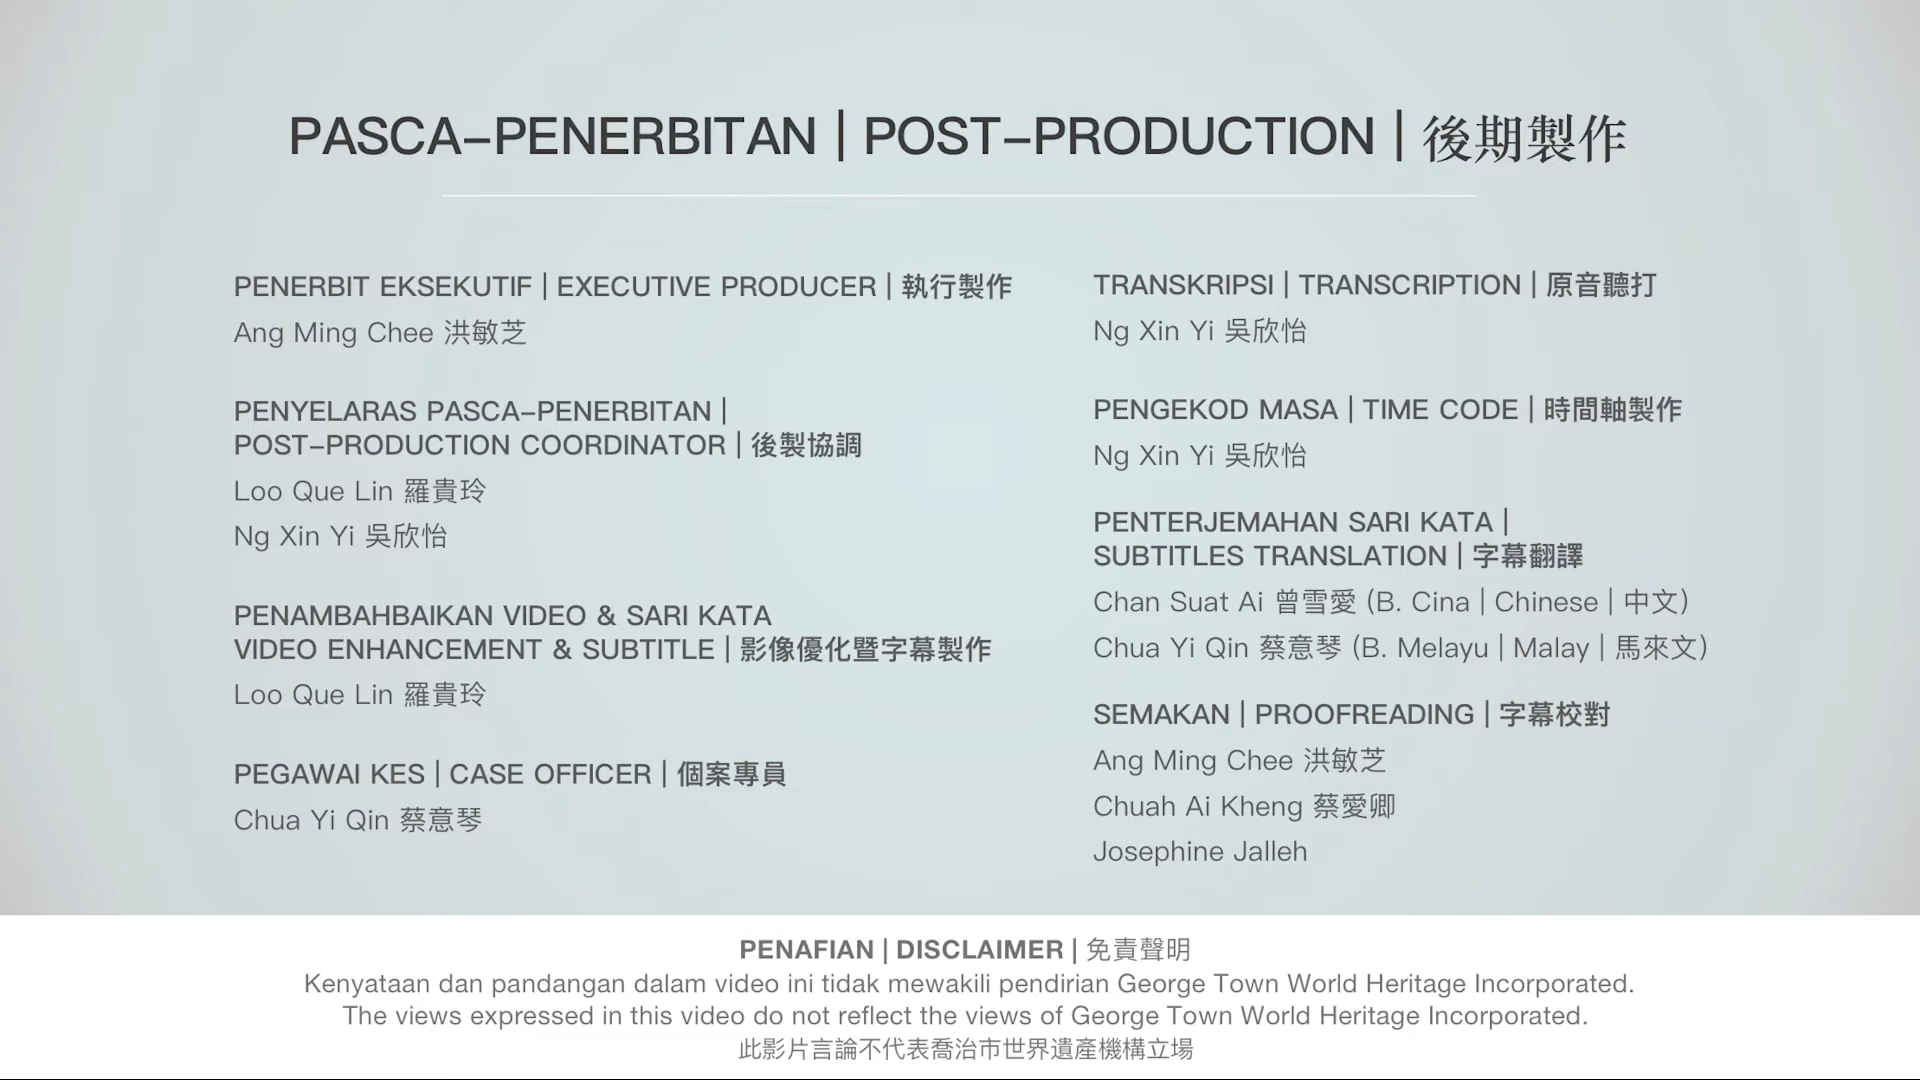 PASCA–PENERBITAN | POST–PRODUCTION | 後期製作
PENERBIT EKSEKUTIF | EXECUTIVE PRODUCER | 執行製作
Ang Ming Chee 洪敏芝
PENYELARAS PASCA–PENERBITAN |
POST–PRODUCTION COORDINATOR | 後製協調
Loo Que Lin 羅貴玲
Ng Xin Yi 吳欣怡
PENAMBAHBAIKAN VIDEO & SARI KATA
VIDEO ENHANCEMENT & SUBTITLE | 影像優化暨字幕製作
Loo Que Lin 羅貴玲
PEGAWAI KES | CASE OFFICER | 個案專員
Chua Yi Qin 蔡意琴
TRANSKRIPSI | TRANSCRIPTION | 原音聽打
Ng Xin Yi 吳欣怡
PENGEKOD MASA | TIME CODE | 時間軸製作
Ng Xin Yi 吳欣怡
PENTERJEMAHAN SARI KATA |
SUBTITLES TRANSLATION | 字幕翻譯
Chan Suat Ai 曾雪愛 (B. Cina | Chinese | 中文)
Chua Yi Qin 蔡意琴 (B. Melayu | Malay | 馬來文)
SEMAKAN | PROOFREADING | 字幕校對
Ang Ming Chee 洪敏芝
Chuah Ai Kheng 蔡愛卿
Josephine Jalleh
PENAFIAN | DISCLAIMER | 免責聲明
Kenyataan dan pandangan dalam video ini tidak mewakili pendirian George Town World Heritage Incorporated.
The views expressed in this video do not reflect the views of George Town World Heritage Incorporated.
此影片言論不代表喬治市世界遺產機構立場